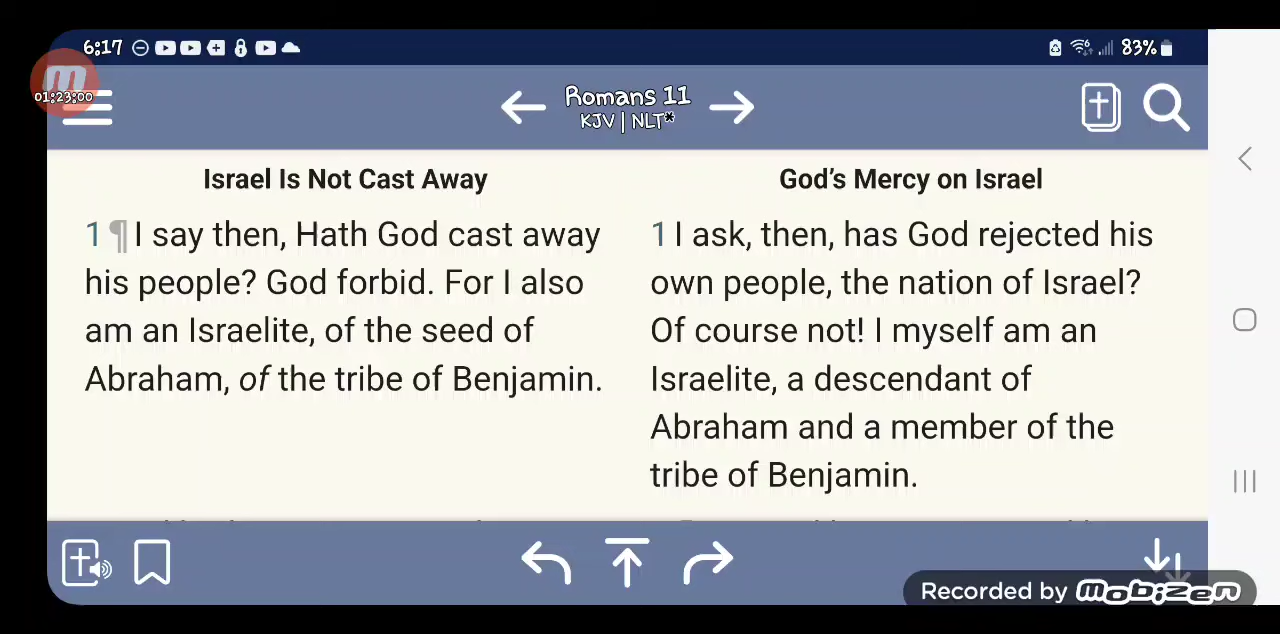 6:17
83%
01:23:00
Romans 11
KJV | NLT*
Israel Is Not Cast Away
1 ¶ I say then, Hath God cast away
his people? God forbid. For I also
am an Israelite, of the seed of
Abraham, of the tribe of Benjamin.
God's Mercy on Israel
1 I ask, then, has God rejected his
own people, the nation of Israel?
Of course not! I myself am an
Israelite, a descendant of
Abraham and a member of the
tribe of Benjamin.
Recorded by Mobizen